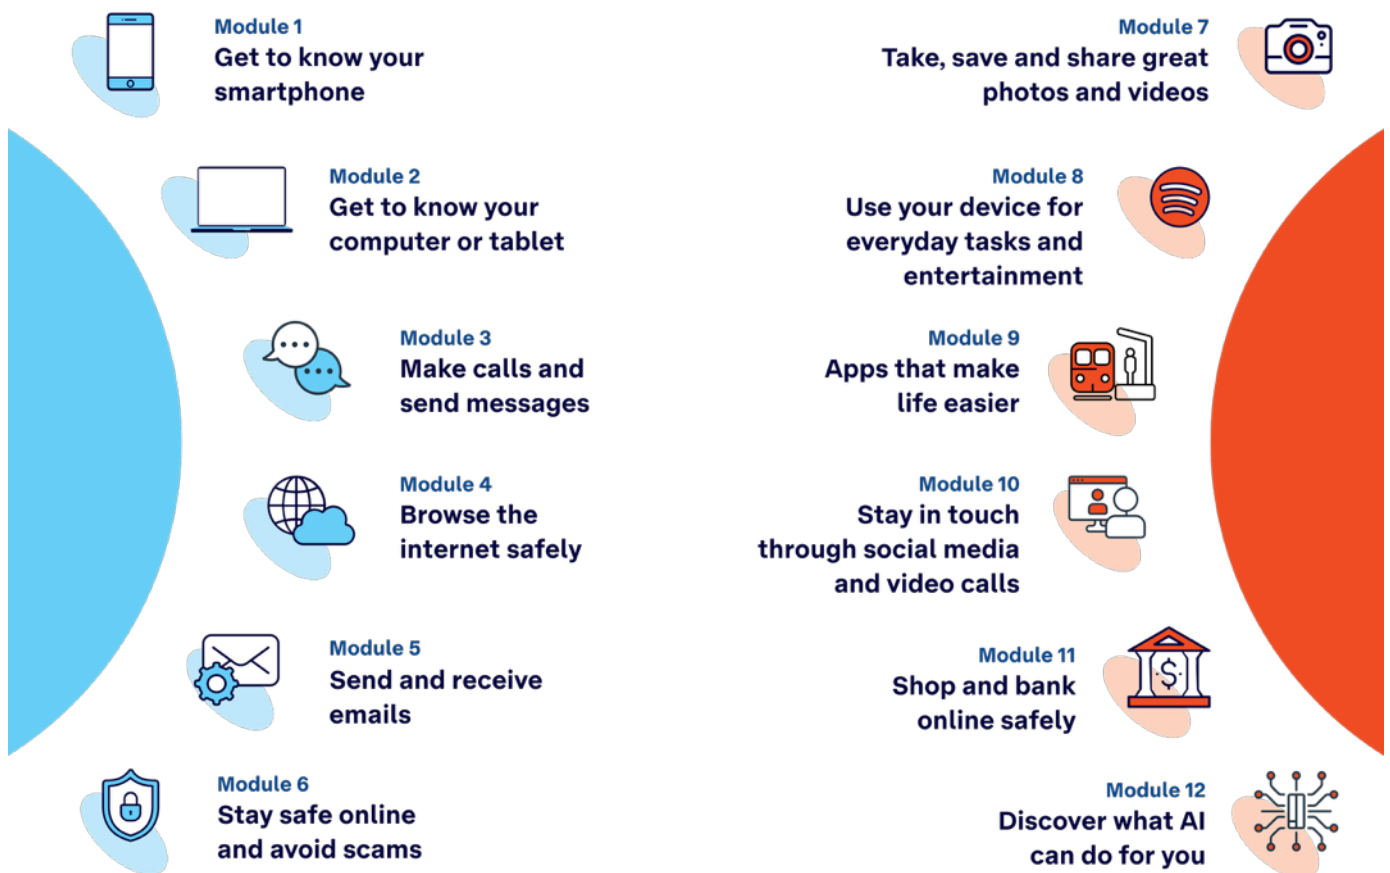 Module 1
Get to know your
smartphone
Module 2
Get to know your
computer or tablet
Module 3
Make calls and
send messages
Module 4
Browse the
internet safely
Module 5
Send and receive
emails
Module 6
Stay safe online
and avoid scams
Module 7
Take, save and share great
photos and videos
Module 8
Use your device for
everyday tasks and
entertainment
Module 9
Apps that make
life easier
Module 10
Stay in touch
through social media
and video calls
Module 11
Shop and bank
online safely
$
Module 12
Discover what AI
can do for you